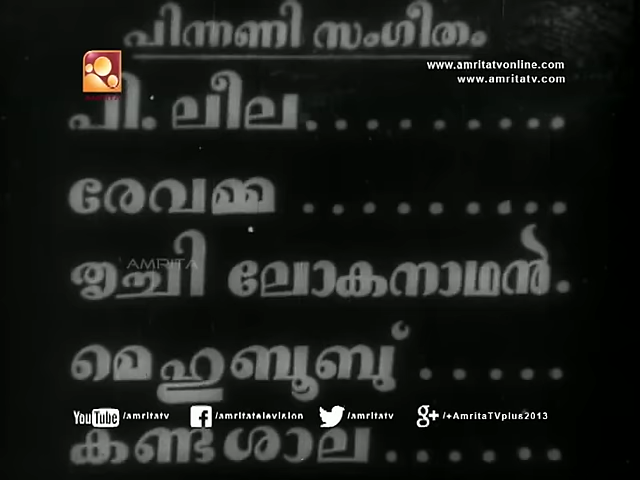 പിന്നണി സംഗീതം
www.amritatvonline.com
www.amritatv.com
AMRITA
പി. ലീല..........
രേവമ്മ .........
AMRITA
തൃച്ചി ലോകനാഥൻ.
മെഹബൂബു് .....
YouTube /amritatv f /amritatelevision /amritatv g+ /+AmritaTVplus2013
കണ്ടശാല......